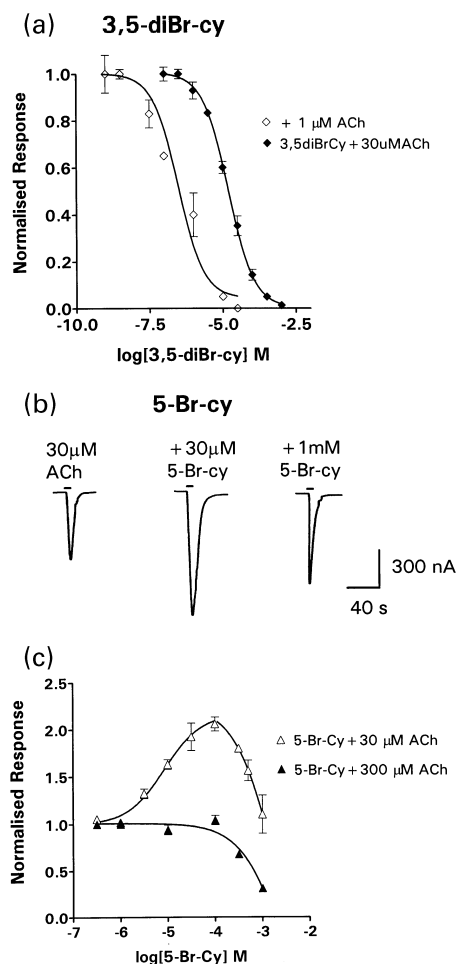 (a) 3,5-diBr-cy
1.0
0.8
0.6
0.4
0.2
0.0
Normalised Response
+ 1 μM ACh
3,5diBrCy + 30uMACh
-10.0 -7.5 -5.0 -2.5
log[3,5-diBr-cy] M
(b) 5-Br-cy
30μM
ACh
+30μM
5-Br-cy
+1mM
5-Br-cy
300 nA
40 s
(c)
2.5
2.0
1.5
1.0
0.5
0.0
Normalised Response
5-Br-Cy+30 μM ACh
5-Br-Cy+300 μM ACh
-7 -6 -5 -4 -3 -2
log[5-Br-Cy] M